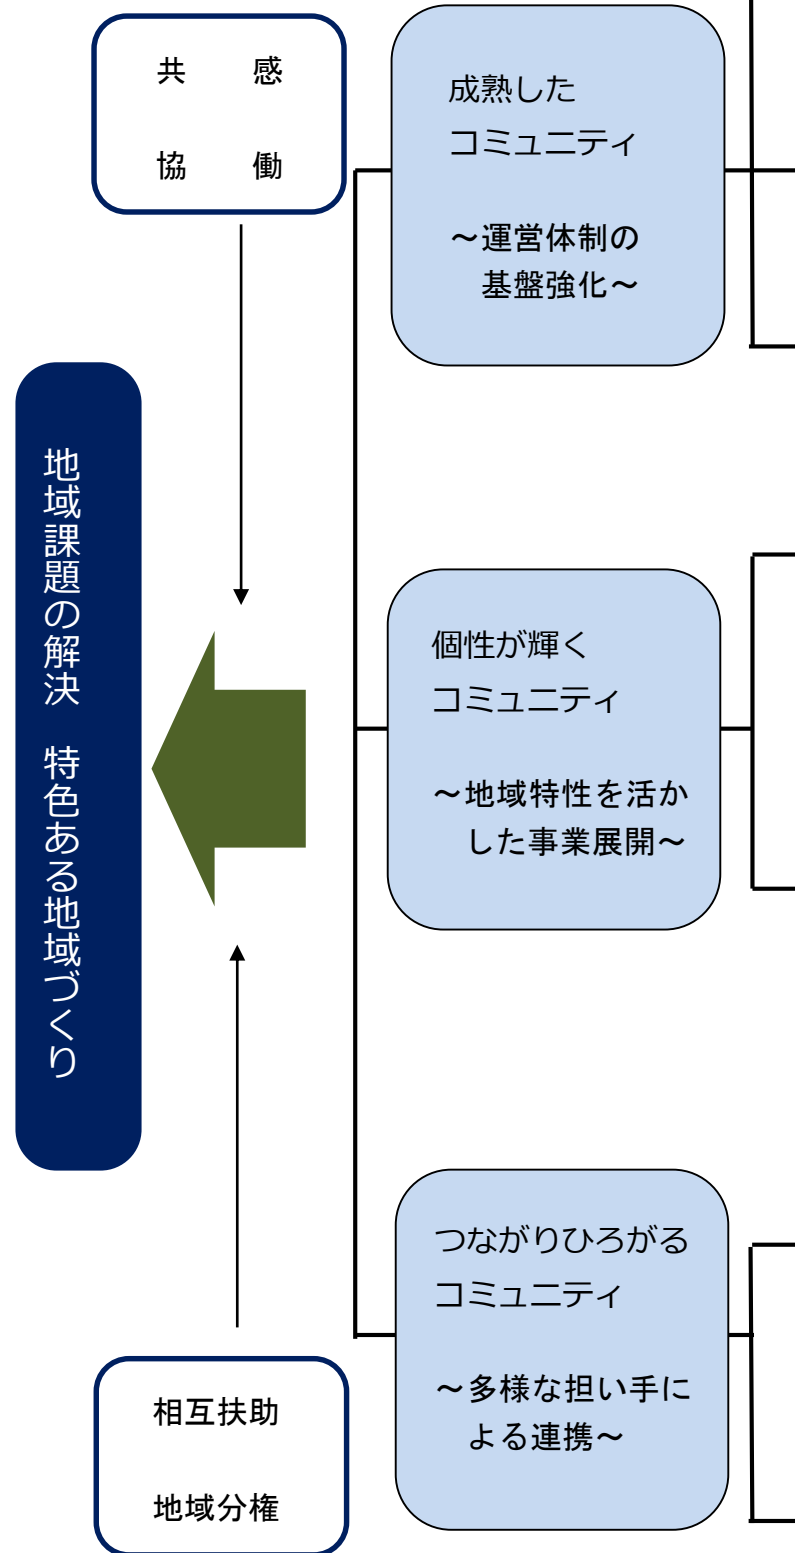 共　感
協　働
成熟した
コミュニティ
～運営体制の
基盤強化～
地域課題の解決　特色ある地域づくり
個性が輝く
コミュニティ
～地域特性を活か
した事業展開～
つながりひろがる
コミュニティ
～多様な担い手に
よる連携～
相互扶助
地域分権